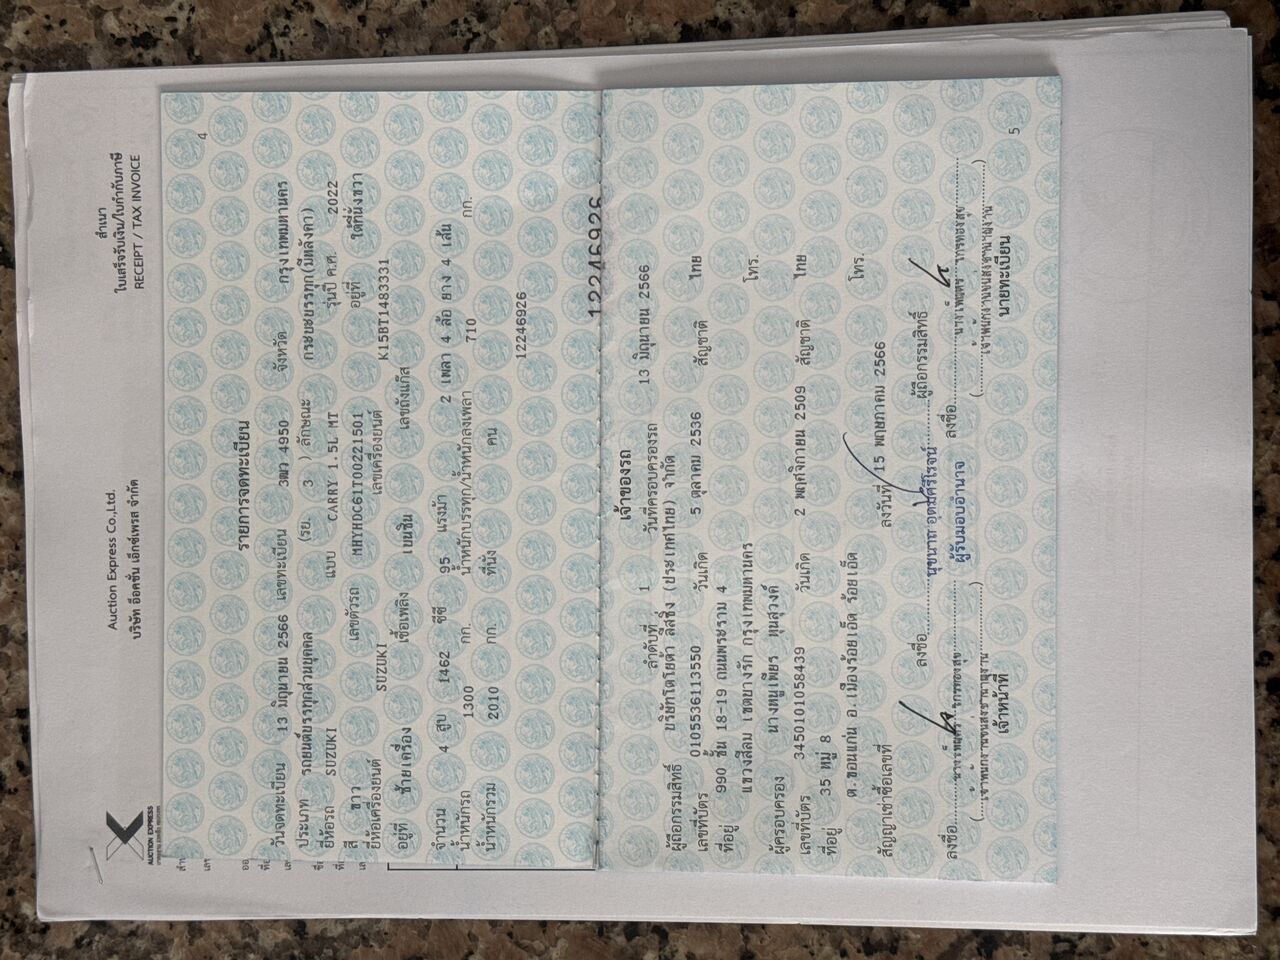 AUCTION EXPRESS
Auction Express Co.,Ltd.
บริษัท อ๊อคชั่น เอ็กซ์เพรส จำกัด
สำเนา
ใบเสร็จรับเงิน/ใบกำกับภาษี
RECEIPT / TAX INVOICE
4
รายการจดทะเบียน
วันจดทะเบียน 13 มิถุนายน 2566 เลขทะเบียน 3ฒว 4950 จังหวัด กรุงเทพมหานคร
ประเภท รถยนต์บรรทุกส่วนบุคคล (รย. 3 ) ลักษณะ กระบะบรรทุก(มีหลังคา)
ยี่ห้อรถ SUZUKI แบบ CARRY 1.5L MT รุ่นปี ค.ศ. 2022
สี ขาว เลขตัวรถ MHYHDC61T00221501 อยู่ที่ ใต้ที่นั่งขวา
ยี่ห้อเครื่องยนต์ SUZUKI เลขเครื่องยนต์ K15BT1483331
อยู่ที่ ซ้ายเครื่อง เชื้อเพลิง เบนซิน เลขถังแก๊ส
จำนวน 4 สูบ 1462 ซีซี 95 แรงม้า 2 เพลา 4 ล้อ ยาง 4 เส้น
น้ำหนักรถ 1300 กก. น้ำหนักบรรทุก/น้ำหนักลงเพลา 710 กก.
น้ำหนักรวม 2010 กก. ที่นั่ง คน
12246926
12246926
เจ้าของรถ
ลำดับที่ 1 วันที่ครอบครองรถ 13 มิถุนายน 2566
ผู้ถือกรรมสิทธิ์ บริษัทโตโยต้า ลีสซิ่ง (ประเทศไทย) จำกัด
เลขที่บัตร 0105536113550 วันเกิด 5 ตุลาคม 2536 สัญชาติ ไทย
ที่อยู่ 990 ชั้น 18-19 ถนนพระราม 4
แขวงสีลม เขตบางรัก กรุงเทพมหานคร โทร.
ผู้ครอบครอง นางหนูเพียร หุนสุวงค์
เลขที่บัตร 3450101058439 วันเกิด 2 พฤศจิกายน 2509 สัญชาติ ไทย
ที่อยู่ 35 หมู่ 8
ต.ขอนแก่น อ.เมืองร้อยเอ็ด ร้อยเอ็ด โทร.
สัญญาเช่าซื้อเลขที่ ลงวันที่ 15 พฤษภาคม 2566
ลงชื่อ ผู้ถือกรรมสิทธิ์
ผู้รับมอบอำนาจ
ลงชื่อ ลงชื่อ
เจ้าหน้าที่ นายทะเบียน
5